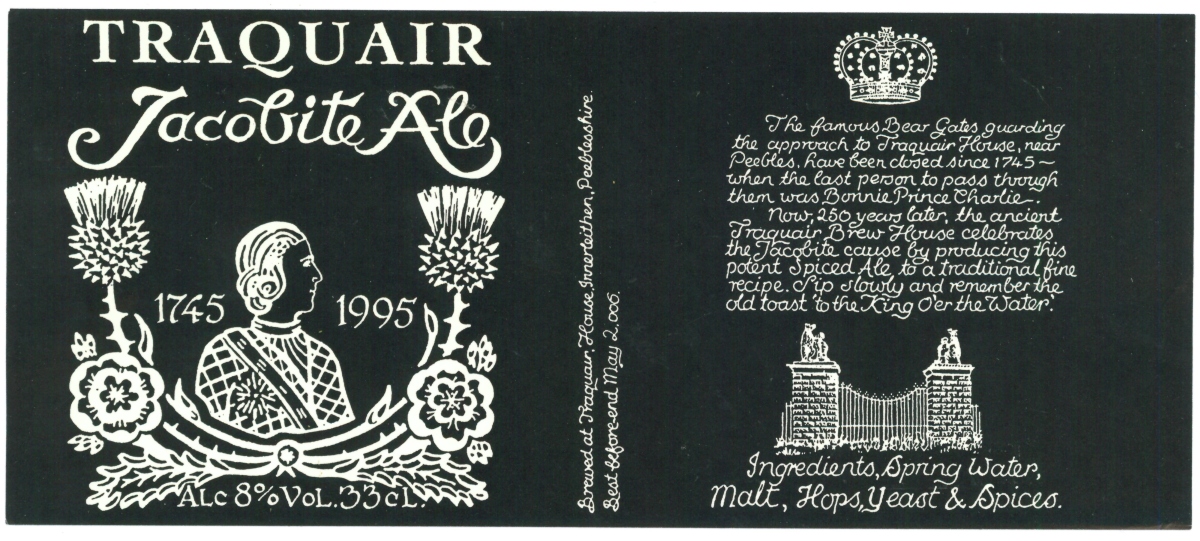 TRAQUAIR
Jacobite Ale
1745 1995
ALC 8% VOL. 33 cl.
Brewed at Traquair House, Innerleithen, Peeblesshire.
Best before end May 2,006.
The famous Bear Gates guarding
the approach to Traquair House, near
Peebles, have been closed since 1745 ~
when the last person to pass through
them was Bonnie Prince Charlie.
Now, 250 years later, the ancient
Traquair Brew House celebrates
the Jacobite cause by producing this
potent Spiced Ale to a traditional fine
recipe. Sip slowly and remember the
old toast 'to the King O'er the Water'.
Ingredients, Spring Water,
Malt, Hops, Yeast & Spices.